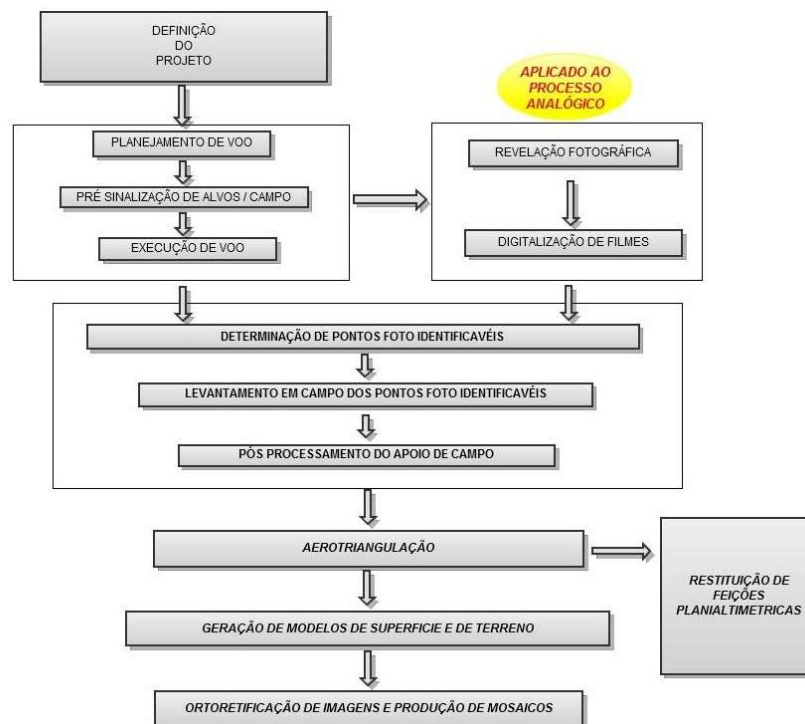 DEFINIÇÃO
DO
PROJETO
APLICADO AO
PROCESSO
ANALÓGICO
PLANEJAMENTO DE VOO
PRÉ SINALIZAÇÃO DE ALVOS / CAMPO
EXECUÇÃO DE VOO
REVELAÇÃO FOTOGRÁFICA
DIGITALIZAÇÃO DE FILMES
DETERMINAÇÃO DE PONTOS FOTO IDENTIFICAVÉIS
LEVANTAMENTO EM CAMPO DOS PONTOS FOTO IDENTIFICAVÉIS
PÓS PROCESSAMENTO DO APOIO DE CAMPO
AEROTRIANGULAÇÃO
RESTITUIÇÃO DE
FEIÇÕES
PLANIALTIMETRICAS
GERAÇÃO DE MODELOS DE SUPERFICIE E DE TERRENO
ORTORETIFICAÇÃO DE IMAGENS E PRODUÇÃO DE MOSAICOS